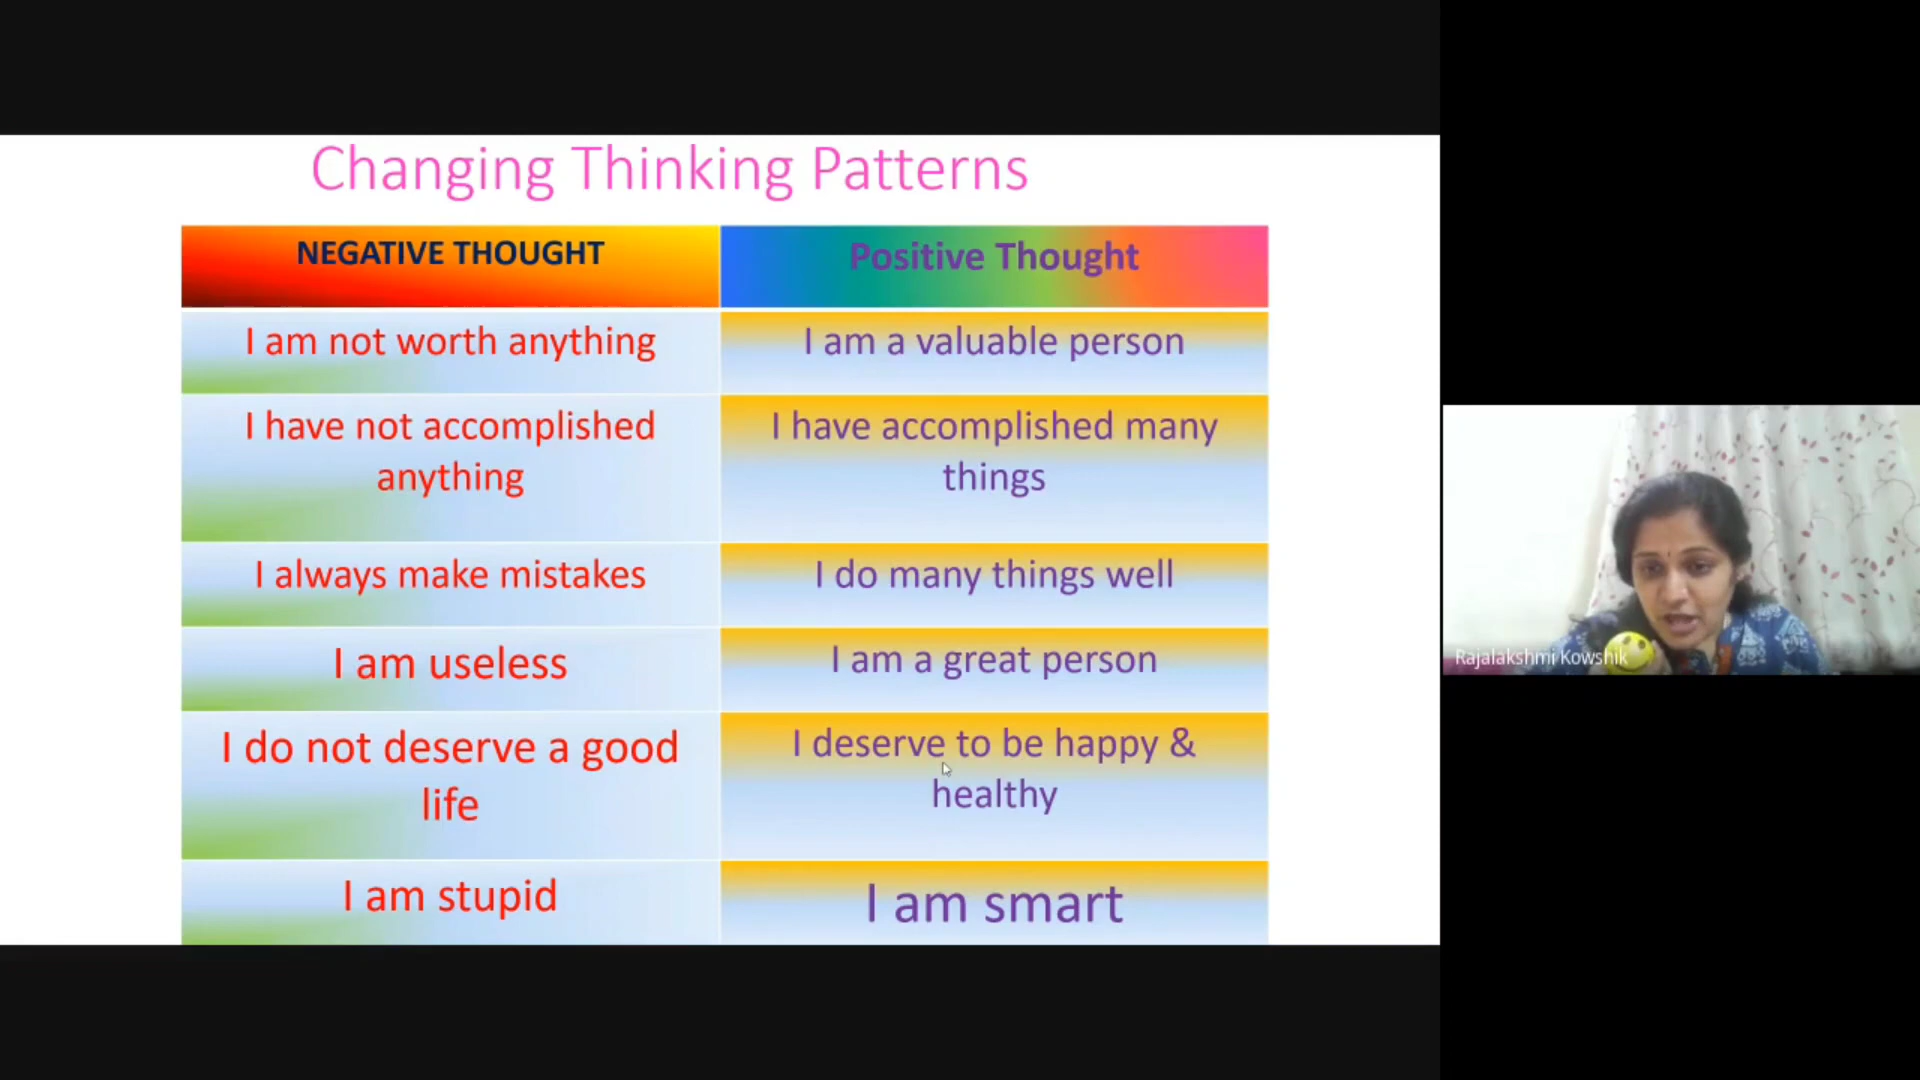 Changing Thinking Patterns
NEGATIVE THOUGHT
Positive Thought
I am not worth anything
I am a valuable person
I have not accomplished
anything
I have accomplished many
things
I always make mistakes
I do many things well
I am useless
I am a great person
I do not deserve a good
life
I deserve to be happy &
healthy
I am stupid
I am smart
Rajalakshmi Kowshik